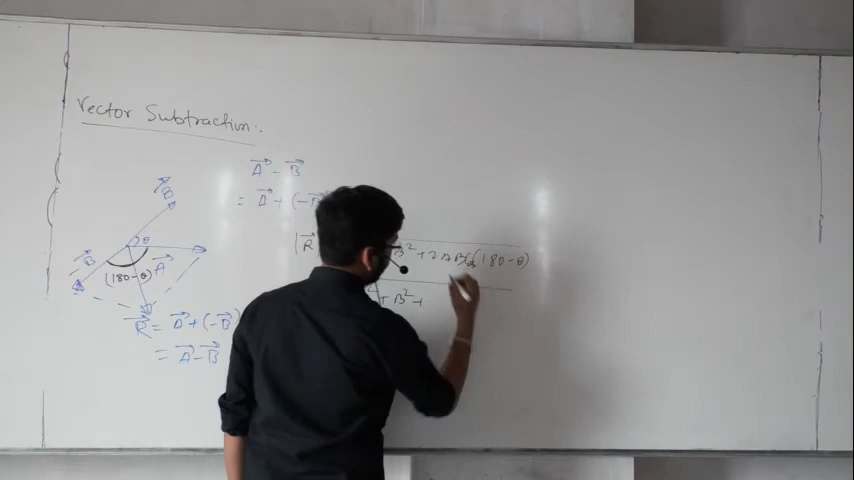 Vector Subtraction:.
A⃗ - B⃗
= A⃗ + (-B⃗
B⃗
θ
B⃗
(180-θ)
A⃗
|R⃗
B² + 2AB cos(180-θ)
+ B² +
R⃗ = A⃗ + (-B⃗)
= A⃗ - B⃗